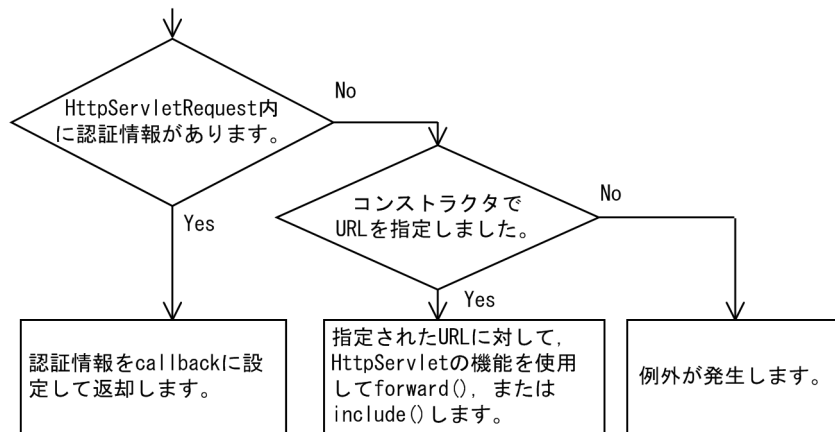 HttpServletRequest内
に認証情報があります。
No
Yes
コンストラクタで
URLを指定しました。
No
Yes
認証情報をcallbackに設
定して返却します。
指定されたURLに対して,
HttpServletの機能を使用
してforward(), または
include()します。
例外が発生します。